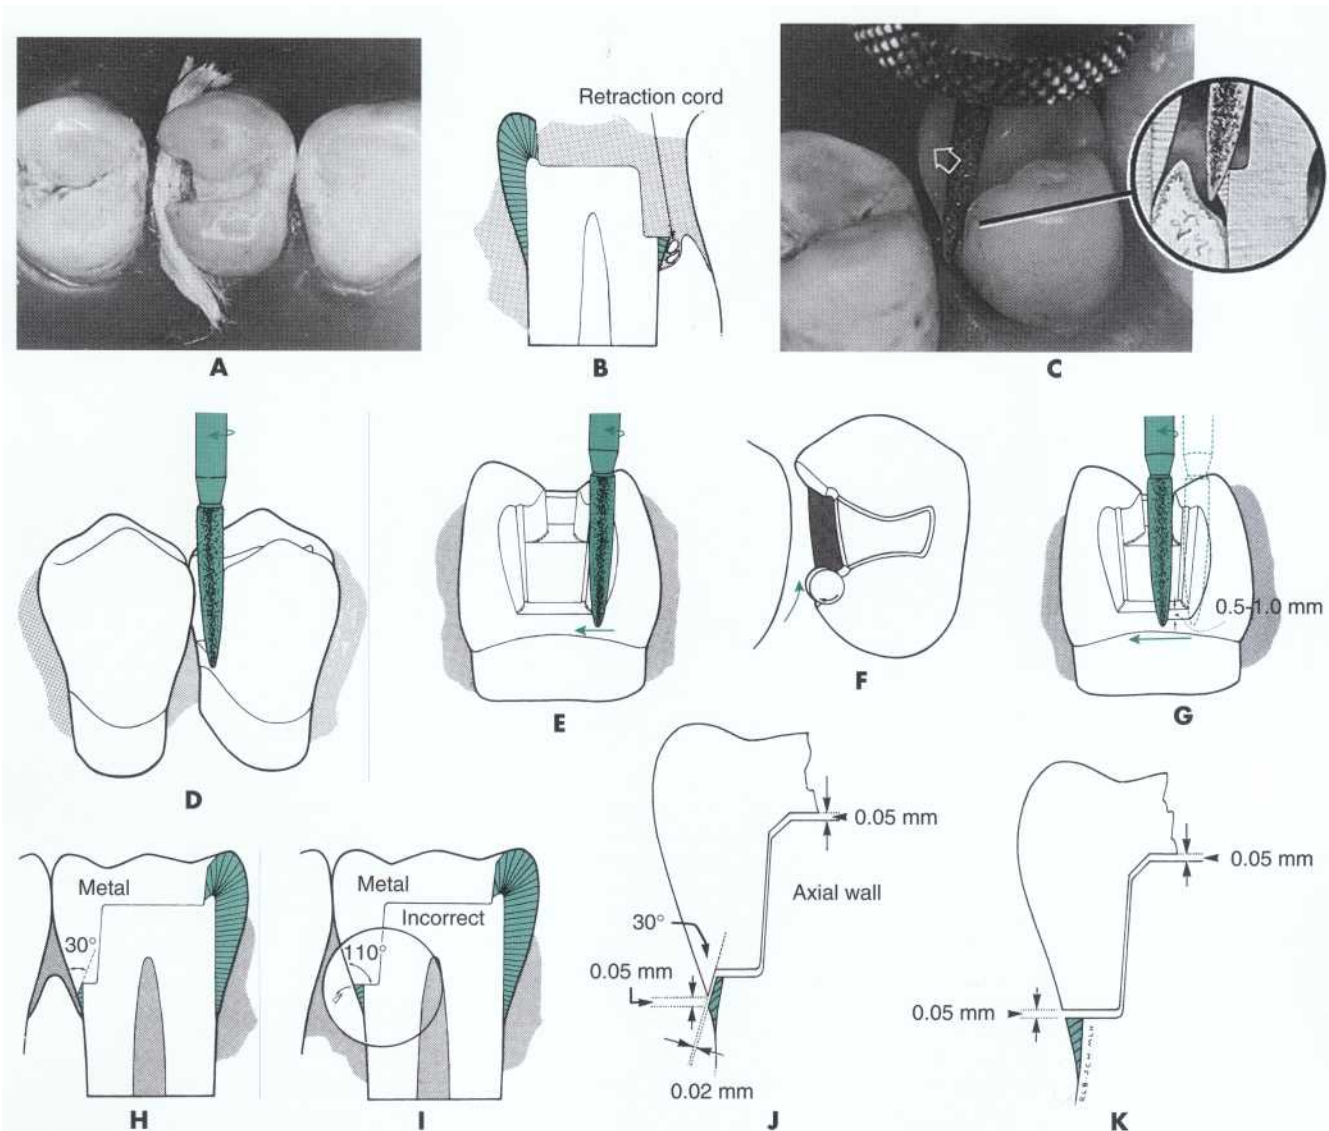 Retraction cord
A
B
C
0.5-1.0 mm
D
E
F
G
0.05 mm
0.05 mm
Axial wall
30°
0.05 mm
0.02 mm
0.05 mm
Metal
30°
Metal
Incorrect
110°
H
I
J
K